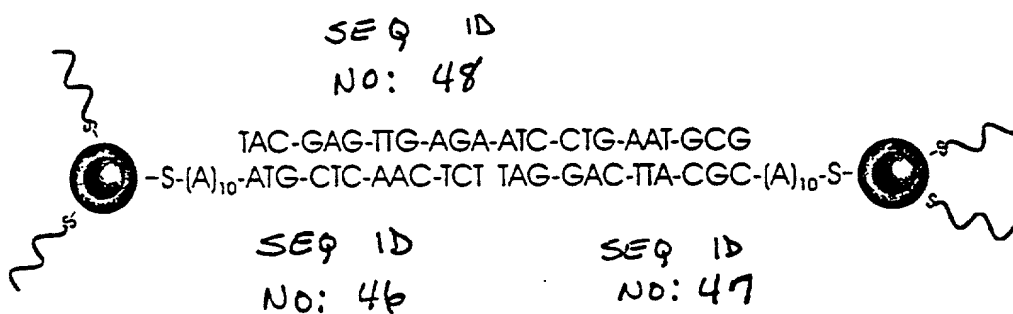 SEQ ID
NO: 48
S
S
TAC-GAG-TTG-AGA-ATC-CTG-AAT-GCG
-S-(A)10-ATG-CTC-AAC-TCT TAG-GAC-TTA-CGC-(A)10-S-
S
S
SEQ ID
NO: 46
SEQ ID
NO: 47